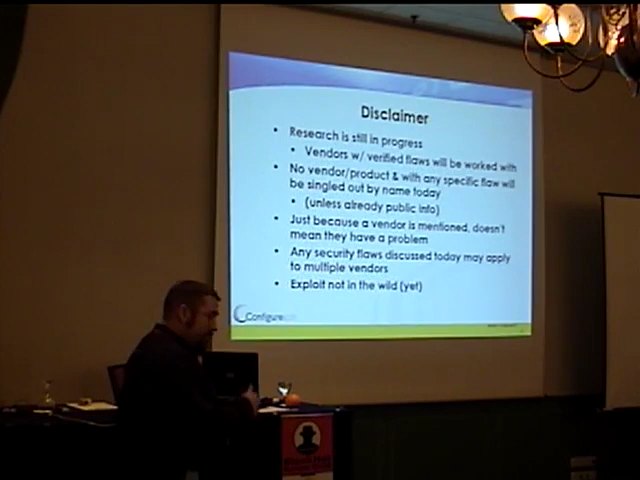 Disclaimer
• Research is still in progress
• Vendors w/ verified flaws will be worked with
• No vendor/product & with any specific flaw will
be singled out by name today
• (unless already public info)
• Just because a vendor is mentioned, doesn't
mean they have a problem
• Any security flaws discussed today may apply
to multiple vendors
• Exploit not in the wild (yet)
Configure